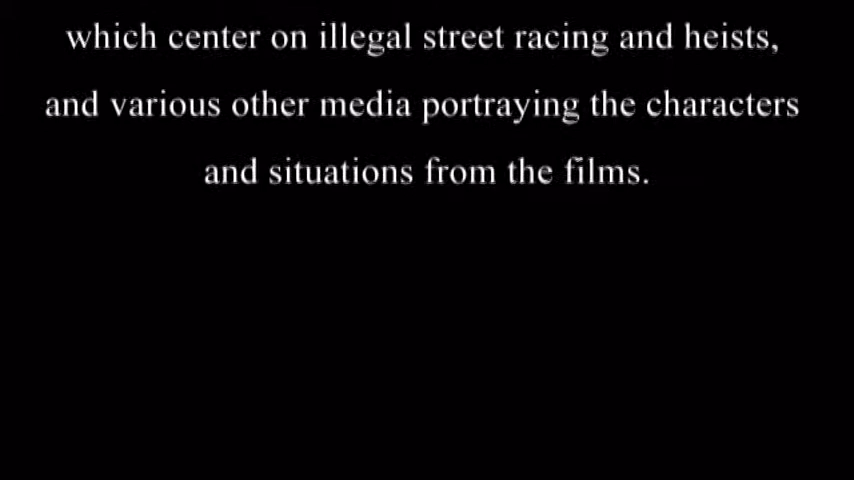 which center on illegal street racing and heists,
and various other media portraying the characters
and situations from the films.